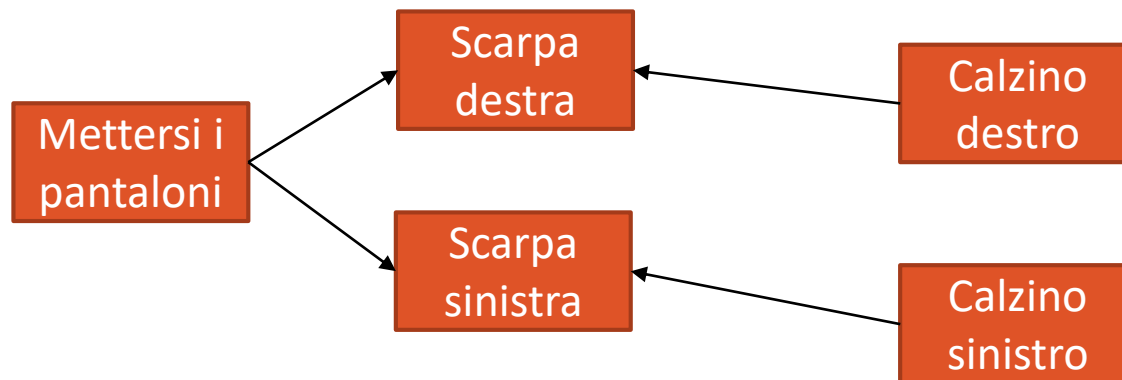 Mettersi i
pantaloni
Scarpa
destra
Scarpa
sinistra
Calzino
destro
Calzino
sinistro